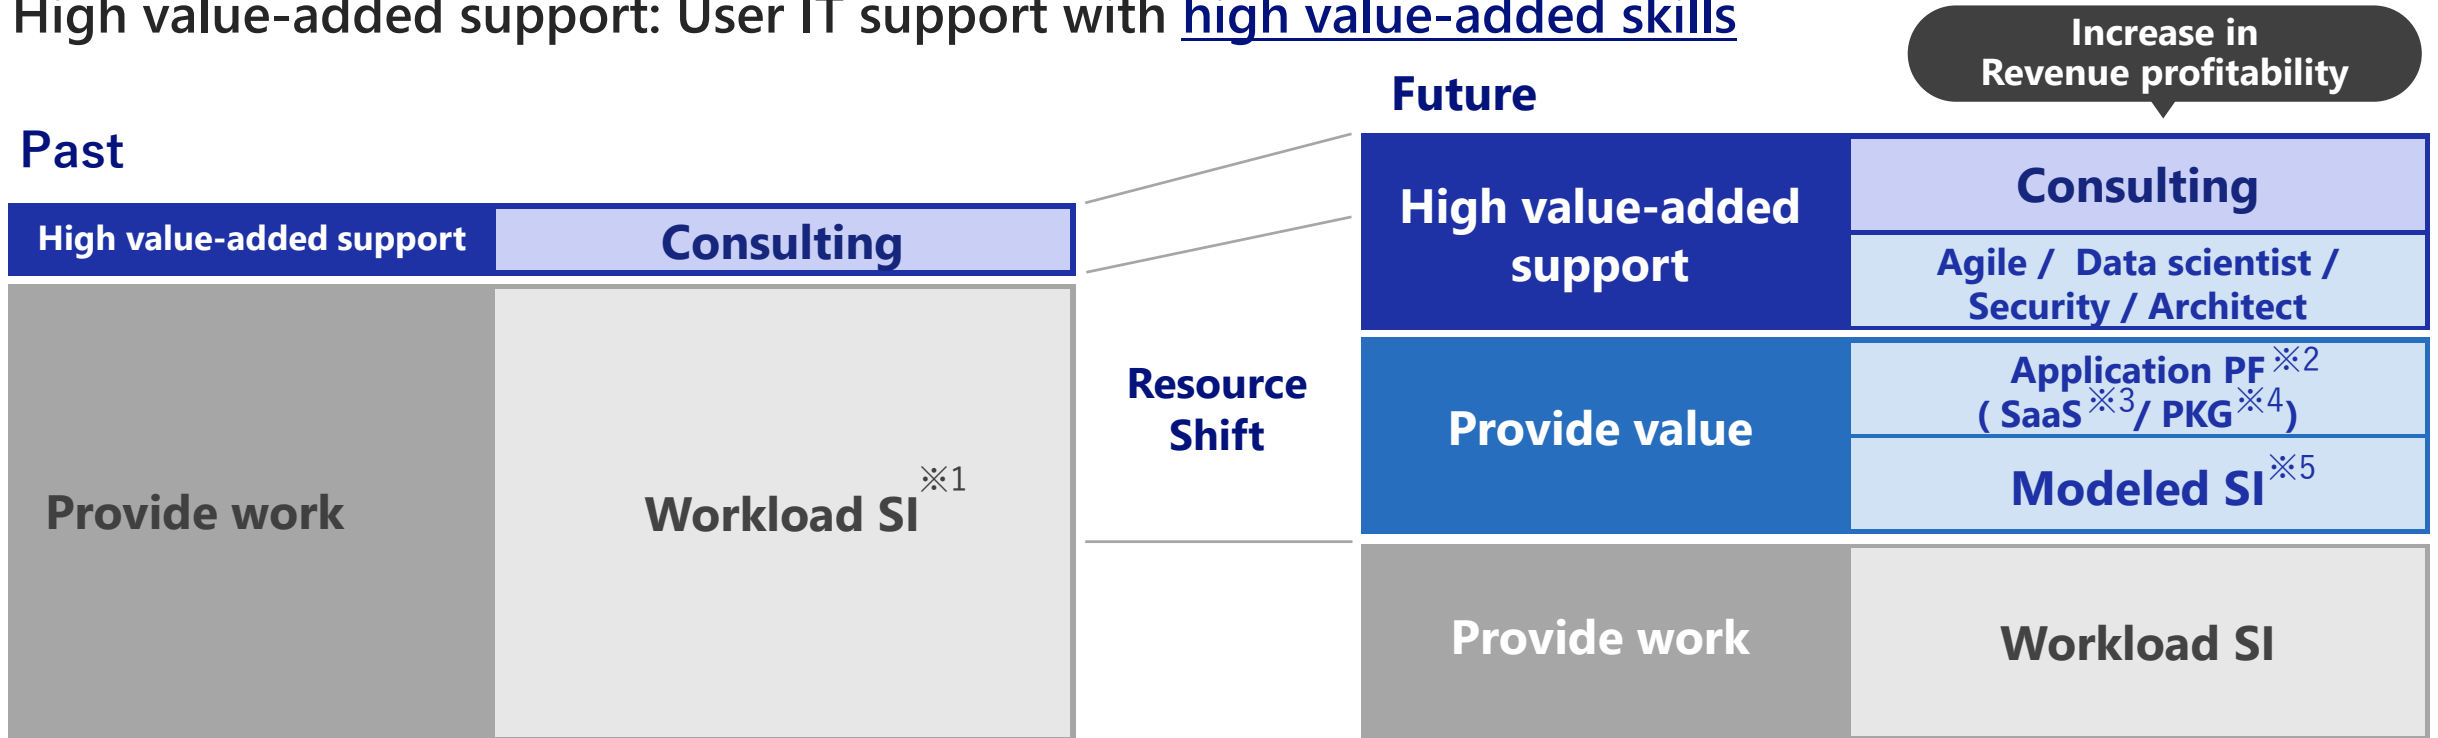 High value-added support: User IT support with high value-added skills
Increase in
Revenue profitability
Past
High value-added support
Consulting
Provide work
Workload SI※1
Resource
Shift
Future
High value-added
support
Consulting
Agile / Data scientist /
Security / Architect
Provide value
Application PF※2
( SaaS※3/ PKG※4)
Modeled SI※5
Provide work
Workload SI